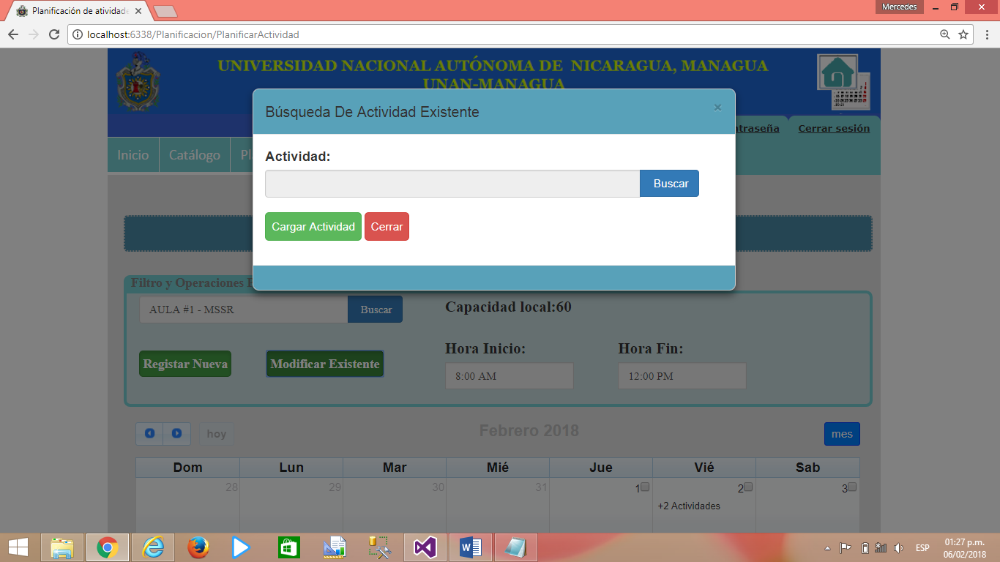 Planificación de atividade
Mercedes
localhost:6338/Planificacion/PlanificarActividad
UNIVERSIDAD NACIONAL AUTÓNOMA DE NICARAGUA, MANAGUA
UNAN-MANAGUA
Cerrar sesión
Inicio
Catálogo
Búsqueda De Actividad Existente
×
Actividad:
Buscar
Cargar Actividad
Cerrar
Filtro y Operaciones
AULA #1 - MSSR
Buscar
Capacidad local:60
Registar Nueva
Modificar Existente
Hora Inicio:
Hora Fin:
8:00 AM
12:00 PM
hoy
Febrero 2018
mes
Dom
Lun
Mar
Mié
Jue
Vié
Sab
28
29
30
31
1
2
3
+2 Actividades
ESP
01:27 p.m.
06/02/2018